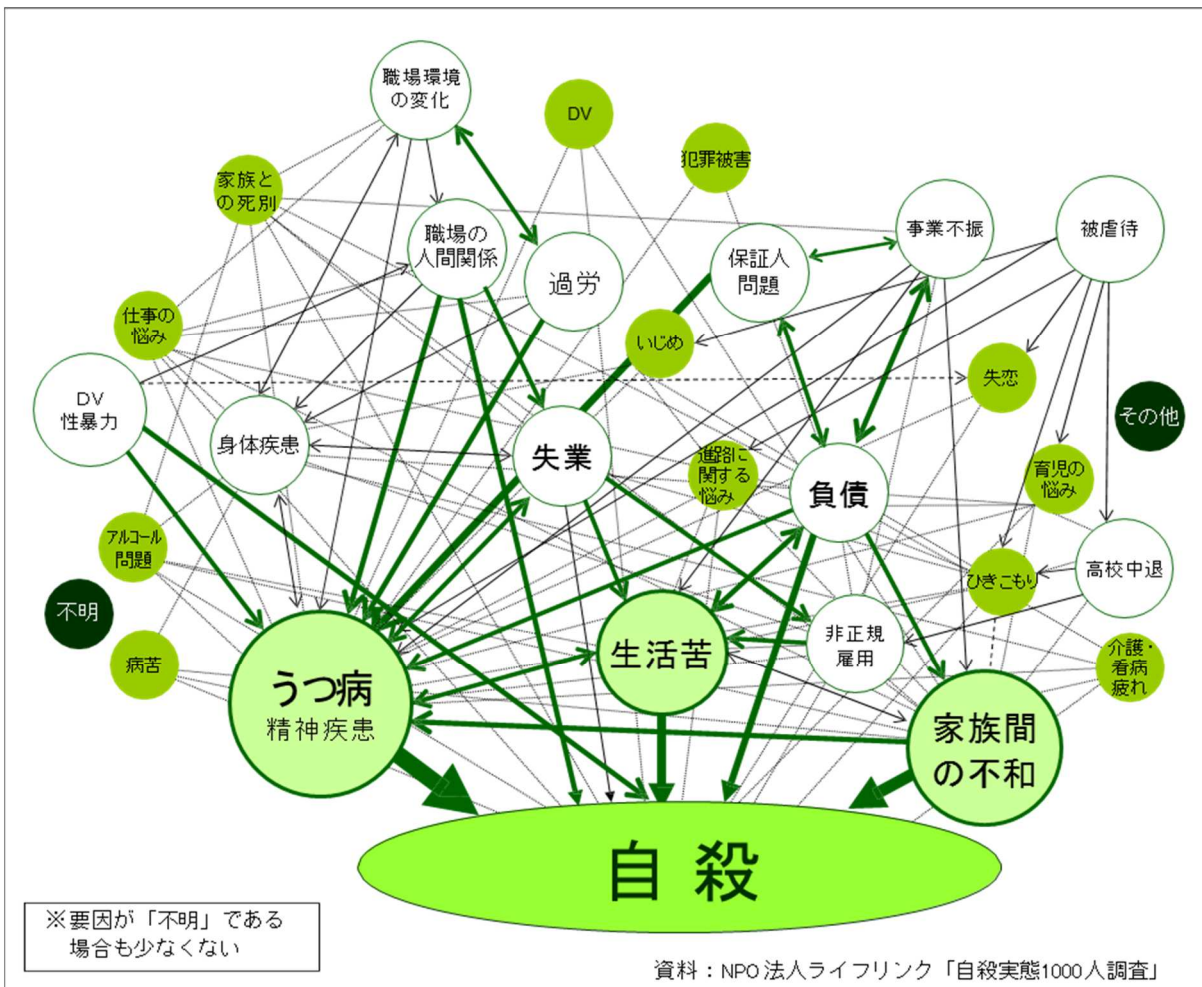 職場環境
の変化
DV
犯罪被害
家族と
の死別
職場の
人間関係
過労
保証人
問題
事業不振
被虐待
仕事の
悩み
いじめ
失恋
DV
性暴力
その他
身体疾患
失業
進路に
関する
悩み
負債
育児の
悩み
アルコール
問題
ひきこもり
高校中退
不明
病苦
うつ病
精神疾患
生活苦
非正規
雇用
介護・
看病
疲れ
家族間
の不和
自殺
※要因が「不明」である
場合も少なくない
資料:NPO法人ライフリンク「自殺実態1000人調査」